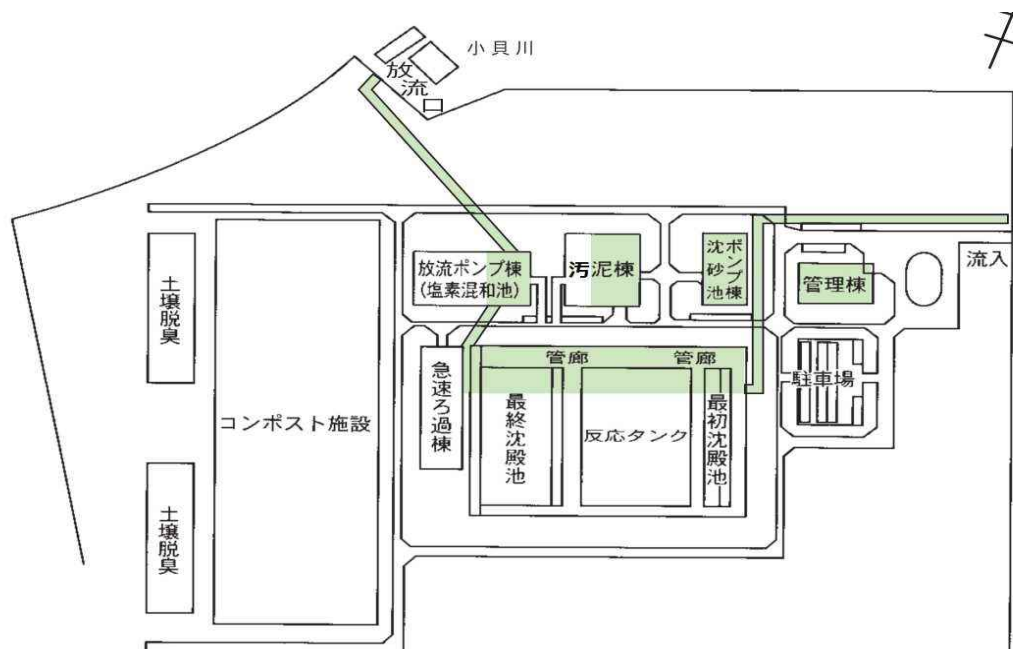 小貝川
放流
放流ポンプ棟
(塩素混和池)
汚泥棟
沈砂池
ポンプ棟
管理棟
流入
土壌脱臭
コンポスト施設
急速ろ過棟
管廊
管廊
最終沈殿池
反応タンク
最初沈殿池
駐車場
土壌脱臭